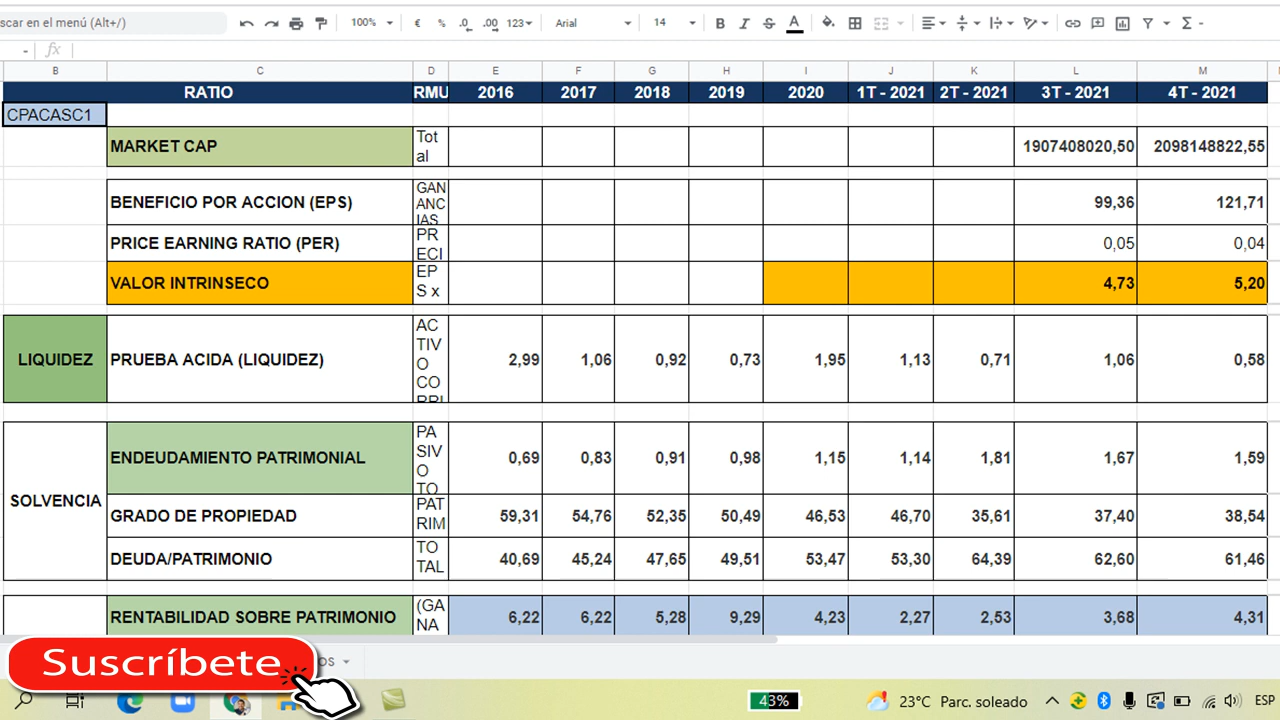 scar en el menú (Alt+/)
100%
€ % .0 .00 123
Arial
14
B I S A
fx
B C D E F G H I J K L M
RATIO RMU 2016 2017 2018 2019 2020 1T - 2021 2T - 2021 3T - 2021 4T - 2021
CPACASC1
MARKET CAP Tot al 1907408020,50 2098148822,55
BENEFICIO POR ACCION (EPS) GAN ANC IAS 99,36 121,71
PRICE EARNING RATIO (PER) PR ECI 0,05 0,04
VALOR INTRINSECO EP S x 4,73 5,20
LIQUIDEZ PRUEBA ACIDA (LIQUIDEZ) AC TIV O CO RRI 2,99 1,06 0,92 0,73 1,95 1,13 0,71 1,06 0,58
SOLVENCIA
ENDEUDAMIENTO PATRIMONIAL PA SIV O TO 0,69 0,83 0,91 0,98 1,15 1,14 1,81 1,67 1,59
GRADO DE PROPIEDAD PAT RIM 59,31 54,76 52,35 50,49 46,53 46,70 35,61 37,40 38,54
DEUDA/PATRIMONIO TO TAL 40,69 45,24 47,65 49,51 53,47 53,30 64,39 62,60 61,46
RENTABILIDAD SOBRE PATRIMONIO (GA NA 6,22 6,22 5,28 9,29 4,23 2,27 2,53 3,68 4,31
Suscríbete
os
43%
23°C Parc. soleado
ESP